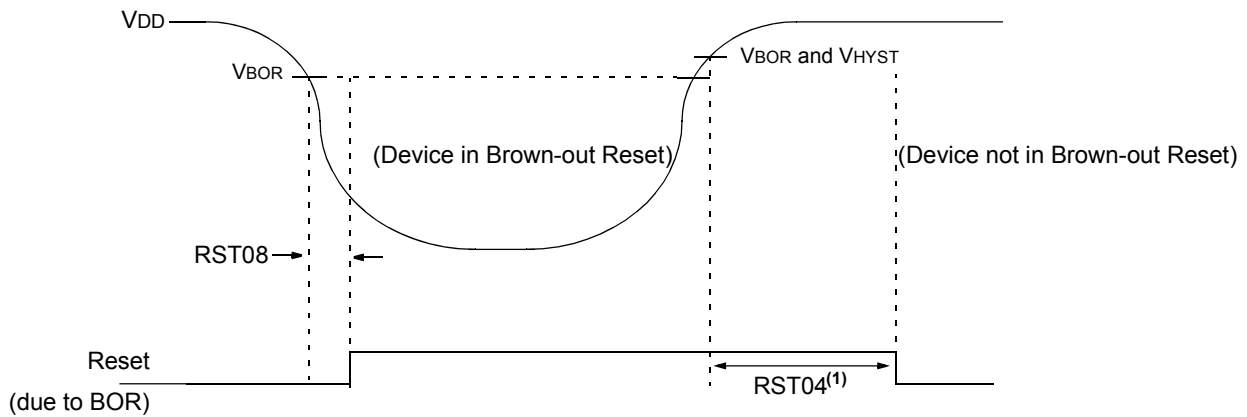 VDD
VBOR
VBOR and VHYST
(Device in Brown-out Reset)
(Device not in Brown-out Reset)
RST08
Reset
(due to BOR)
RST04(1)